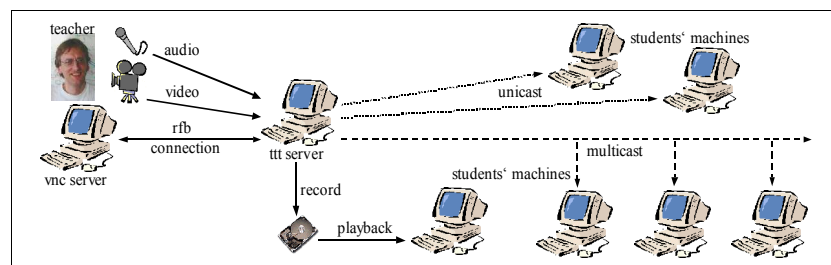 teacher
audio
video
rfb
connection
vnc server
ttt server
unicast
students‘ machines
multicast
students‘ machines
record
playback